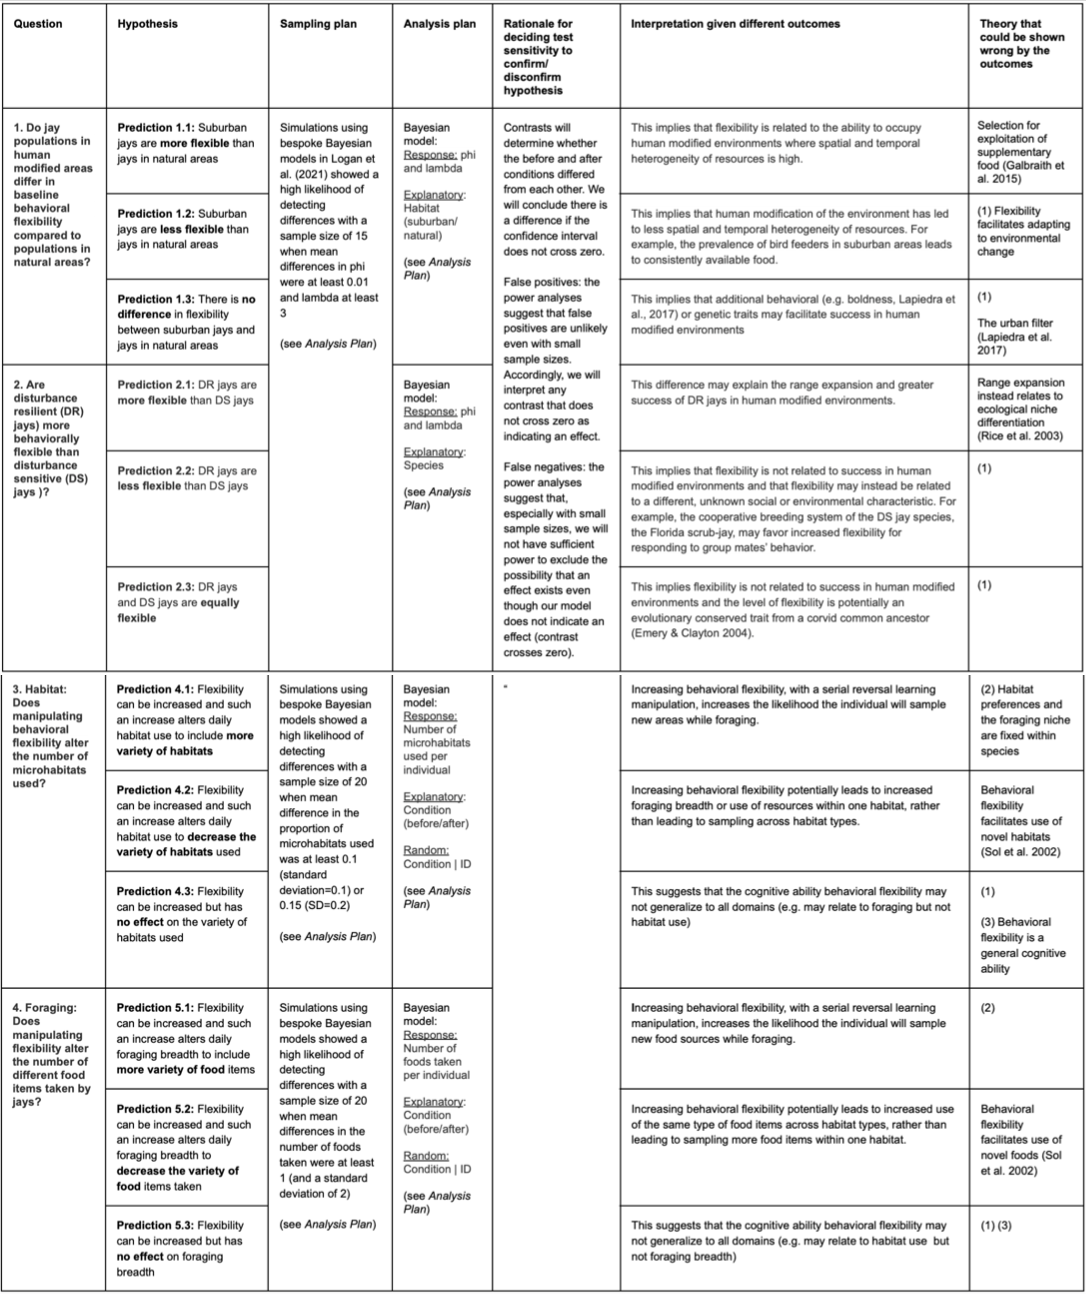 Question
Hypothesis
Sampling plan
Analysis plan
Rationale for
deciding test
sensitivity to
confirm/
disconfirm
hypothesis
Interpretation given different outcomes
Theory that
could be shown
wrong by the
outcomes
1. Do jay
populations in
human
modified areas
differ in
baseline
behavioral
flexibility
compared to
populations in
natural areas?
Prediction 1.1: Suburban
jays are more flexible than
jays in natural areas
Simulations using
bespoke Bayesian
models in Logan et
al. (2021) showed a
high likelihood of
detecting
differences with a
sample size of 15
when mean
differences in phi
were at least 0.01
and lambda at least
3
(see Analysis Plan)
Bayesian
model:
Response: phi
and lambda
Explanatory:
Habitat
(suburban/
natural)
(see Analysis
Plan)
Contrasts will
determine whether
the before and after
conditions differed
from each other. We
will conclude there is
a difference if the
confidence interval
does not cross zero.
False positives: the
power analyses
suggest that false
positives are unlikely
even with small
sample sizes.
Accordingly, we will
interpret any
contrast that does
not cross zero as
indicating an effect.
False negatives: the
power analyses
suggest that,
especially with small
sample sizes, we will
not have sufficient
power to exclude the
possibility that an
effect exists even
though our model
does not indicate an
effect (contrast
crosses zero).
This implies that flexibility is related to the ability to occupy
human modified environments where spatial and temporal
heterogeneity of resources is high.
Selection for
exploitation of
supplementary
food (Galbraith et
al. 2015)
Prediction 1.2: Suburban
jays are less flexible than
jays in natural areas
This implies that human modification of the environment has led
to less spatial and temporal heterogeneity of resources. For
example, the prevalence of bird feeders in suburban areas leads
to consistently available food.
(1) Flexibility
facilitates adapting
to environmental
change
Prediction 1.3: There is no
difference in flexibility
between suburban jays and
jays in natural areas
This implies that additional behavioral (e.g. boldness, Lapiedra et
al., 2017) or genetic traits may facilitate success in human
modified environments
(1)
The urban filter
(Lapiedra et al.
2017)
2. Are
disturbance
resilient (DR)
jays) more
behaviorally
flexible than
disturbance
sensitive (DS)
jays )?
Prediction 2.1: DR jays are
more flexible than DS jays
Bayesian
model:
Response: phi
and lambda
Explanatory:
Species
(see Analysis
Plan)
This difference may explain the range expansion and greater
success of DR jays in human modified environments.
Range expansion
instead relates to
ecological niche
differentiation
(Rice et al. 2003)
Prediction 2.2: DR jays are
less flexible than DS jays
This implies that flexibility is not related to success in human
modified environments and that flexibility may instead be related
to a different, unknown social or environmental characteristic. For
example, the cooperative breeding system of the DS jay species,
the Florida scrub-jay, may favor increased flexibility for
responding to group mates' behavior.
(1)
Prediction 2.3: DR jays
and DS jays are equally
flexible
This implies flexibility is not related to success in human modified
environments and the level of flexibility is potentially an
evolutionary conserved trait from a corvid common ancestor
(Emery & Clayton 2004).
(1)
3. Habitat:
Does
manipulating
behavioral
flexibility alter
the number of
microhabitats
used?
Prediction 4.1: Flexibility
can be increased and such
an increase alters daily
habitat use to include more
variety of habitats
Simulations using
bespoke Bayesian
models showed a
high likelihood of
detecting
differences with a
sample size of 20
when mean
difference in the
proportion of
microhabitats used
was at least 0.1
(standard
deviation=0.1) or
0.15 (SD=0.2)
(see Analysis Plan)
Bayesian
model:
Response:
Number of
microhabitats
used per
individual
Explanatory:
Condition
(before/after)
Random:
Condition | ID
(see Analysis
Plan)
"
Increasing behavioral flexibility, with a serial reversal learning
manipulation, increases the likelihood the individual will sample
new areas while foraging.
(2) Habitat
preferences and
the foraging niche
are fixed within
species
Prediction 4.2: Flexibility
can be increased and such
an increase alters daily
habitat use to decrease the
variety of habitats used
Increasing behavioral flexibility potentially leads to increased
foraging breadth or use of resources within one habitat, rather
than leading to sampling across habitat types.
Behavioral
flexibility
facilitates use of
novel habitats
(Sol et al. 2002)
Prediction 4.3: Flexibility
can be increased but has
no effect on the variety of
habitats used
This suggests that the cognitive ability behavioral flexibility may
not generalize to all domains (e.g. may relate to foraging but not
habitat use)
(1)
(3) Behavioral
flexibility is a
general cognitive
ability
4. Foraging:
Does
manipulating
flexibility alter
the number of
different food
items taken by
jays?
Prediction 5.1: Flexibility
can be increased and such
an increase alters daily
foraging breadth to include
more variety of food items
Simulations using
bespoke Bayesian
models showed a
high likelihood of
detecting
differences with a
sample size of 20
when mean
differences in the
number of foods
taken were at least
1 (and a standard
deviation of 2)
(see Analysis Plan)
Bayesian
model:
Response:
Number of
foods taken
per individual
Explanatory:
Condition
(before/after)
Random:
Condition | ID
(see Analysis
Plan)
Increasing behavioral flexibility, with a serial reversal learning
manipulation, increases the likelihood the individual will sample
new food sources while foraging.
(2)
Prediction 5.2: Flexibility
can be increased and such
an increase alters daily
foraging breadth to
decrease the variety of
food items taken
Increasing behavioral flexibility potentially leads to increased use
of the same type of food items across habitat types, rather than
leading to sampling more food items within one habitat.
Behavioral
flexibility
facilitates use of
novel foods (Sol
et al. 2002)
Prediction 5.3: Flexibility
can be increased but has
no effect on foraging
breadth
This suggests that the cognitive ability behavioral flexibility may
not generalize to all domains (e.g. may relate to habitat use but
not foraging breadth)
(1) (3)